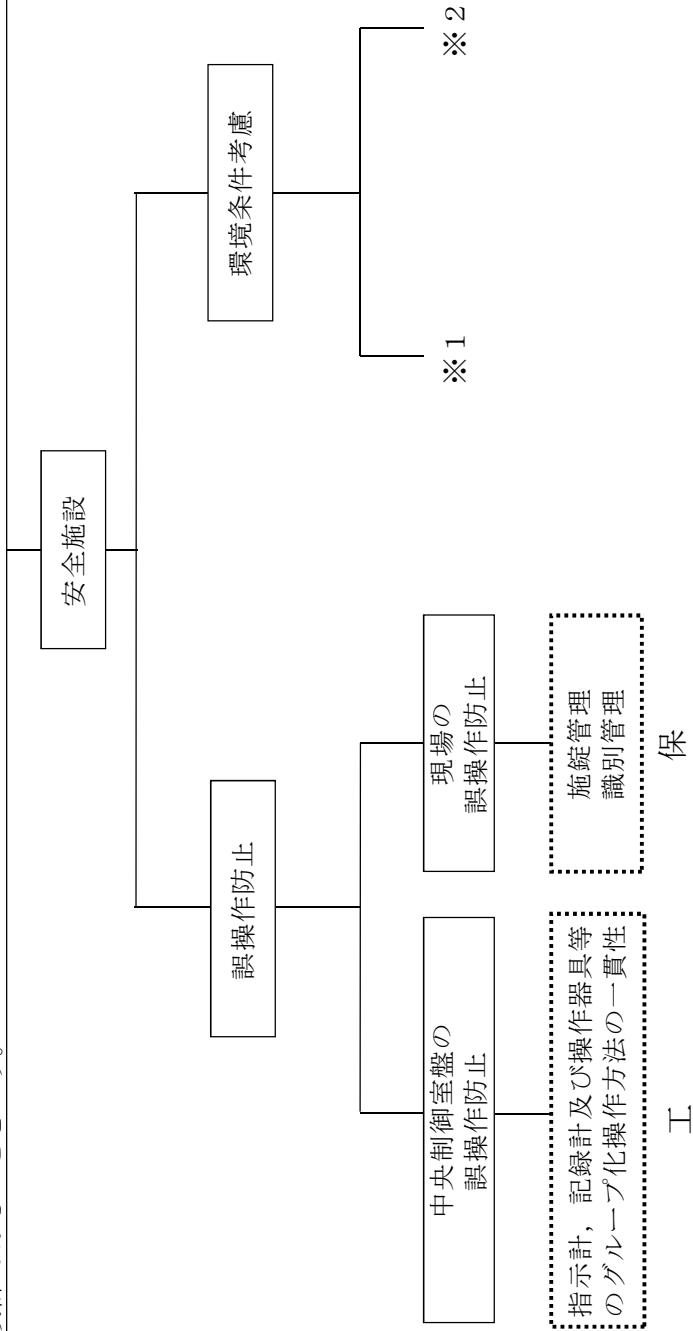 安全施設
誤操作防止
環境条件考慮
中央制御室盤の
誤操作防止
現場の
誤操作防止
※1
※2
指示計，記録計及び操作器具等
のグループ化操作方法の一貫性
施錠管理
識別管理
工
保